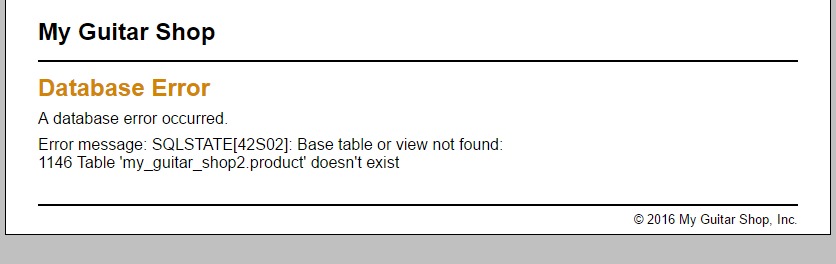 My Guitar Shop
Database Error
A database error occurred.
Error message: SQLSTATE[42S02]: Base table or view not found:
1146 Table 'my_guitar_shop2.product' doesn't exist
© 2016 My Guitar Shop, Inc.